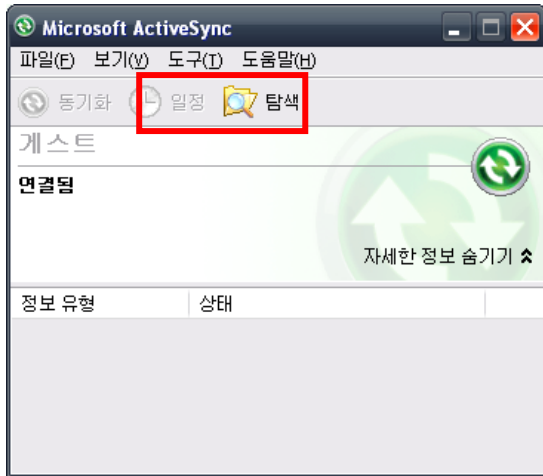 Microsoft ActiveSync
파일(F) 보기(V) 도구(T) 도움말(H)
동기화 일정 탐색
게스트
연결됨
자세한 정보 숨기기
정보 유형 상태